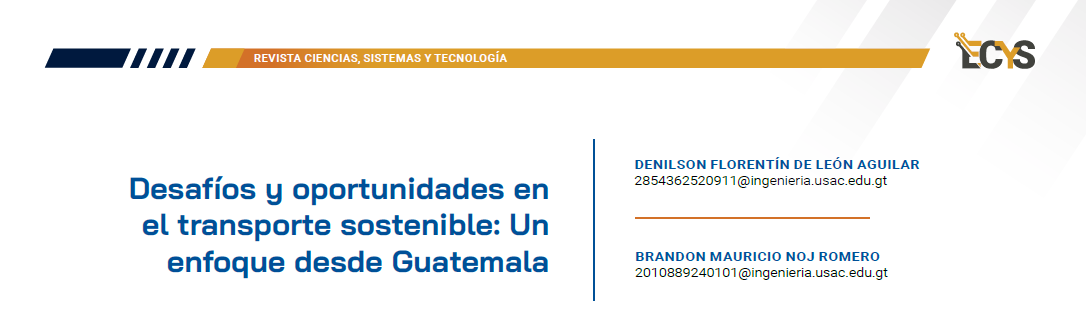 REVISTA CIENCIAS, SISTEMAS Y TECNOLOGÍA
ECYS
Desafíos y oportunidades en
el transporte sostenible: Un
enfoque desde Guatemala
DENILSON FLORENTÍN DE LEÓN AGUILAR
2854362520911@ingenieria.usac.edu.gt
BRANDON MAURICIO NOJ ROMERO
2010889240101@ingenieria.usac.edu.gt